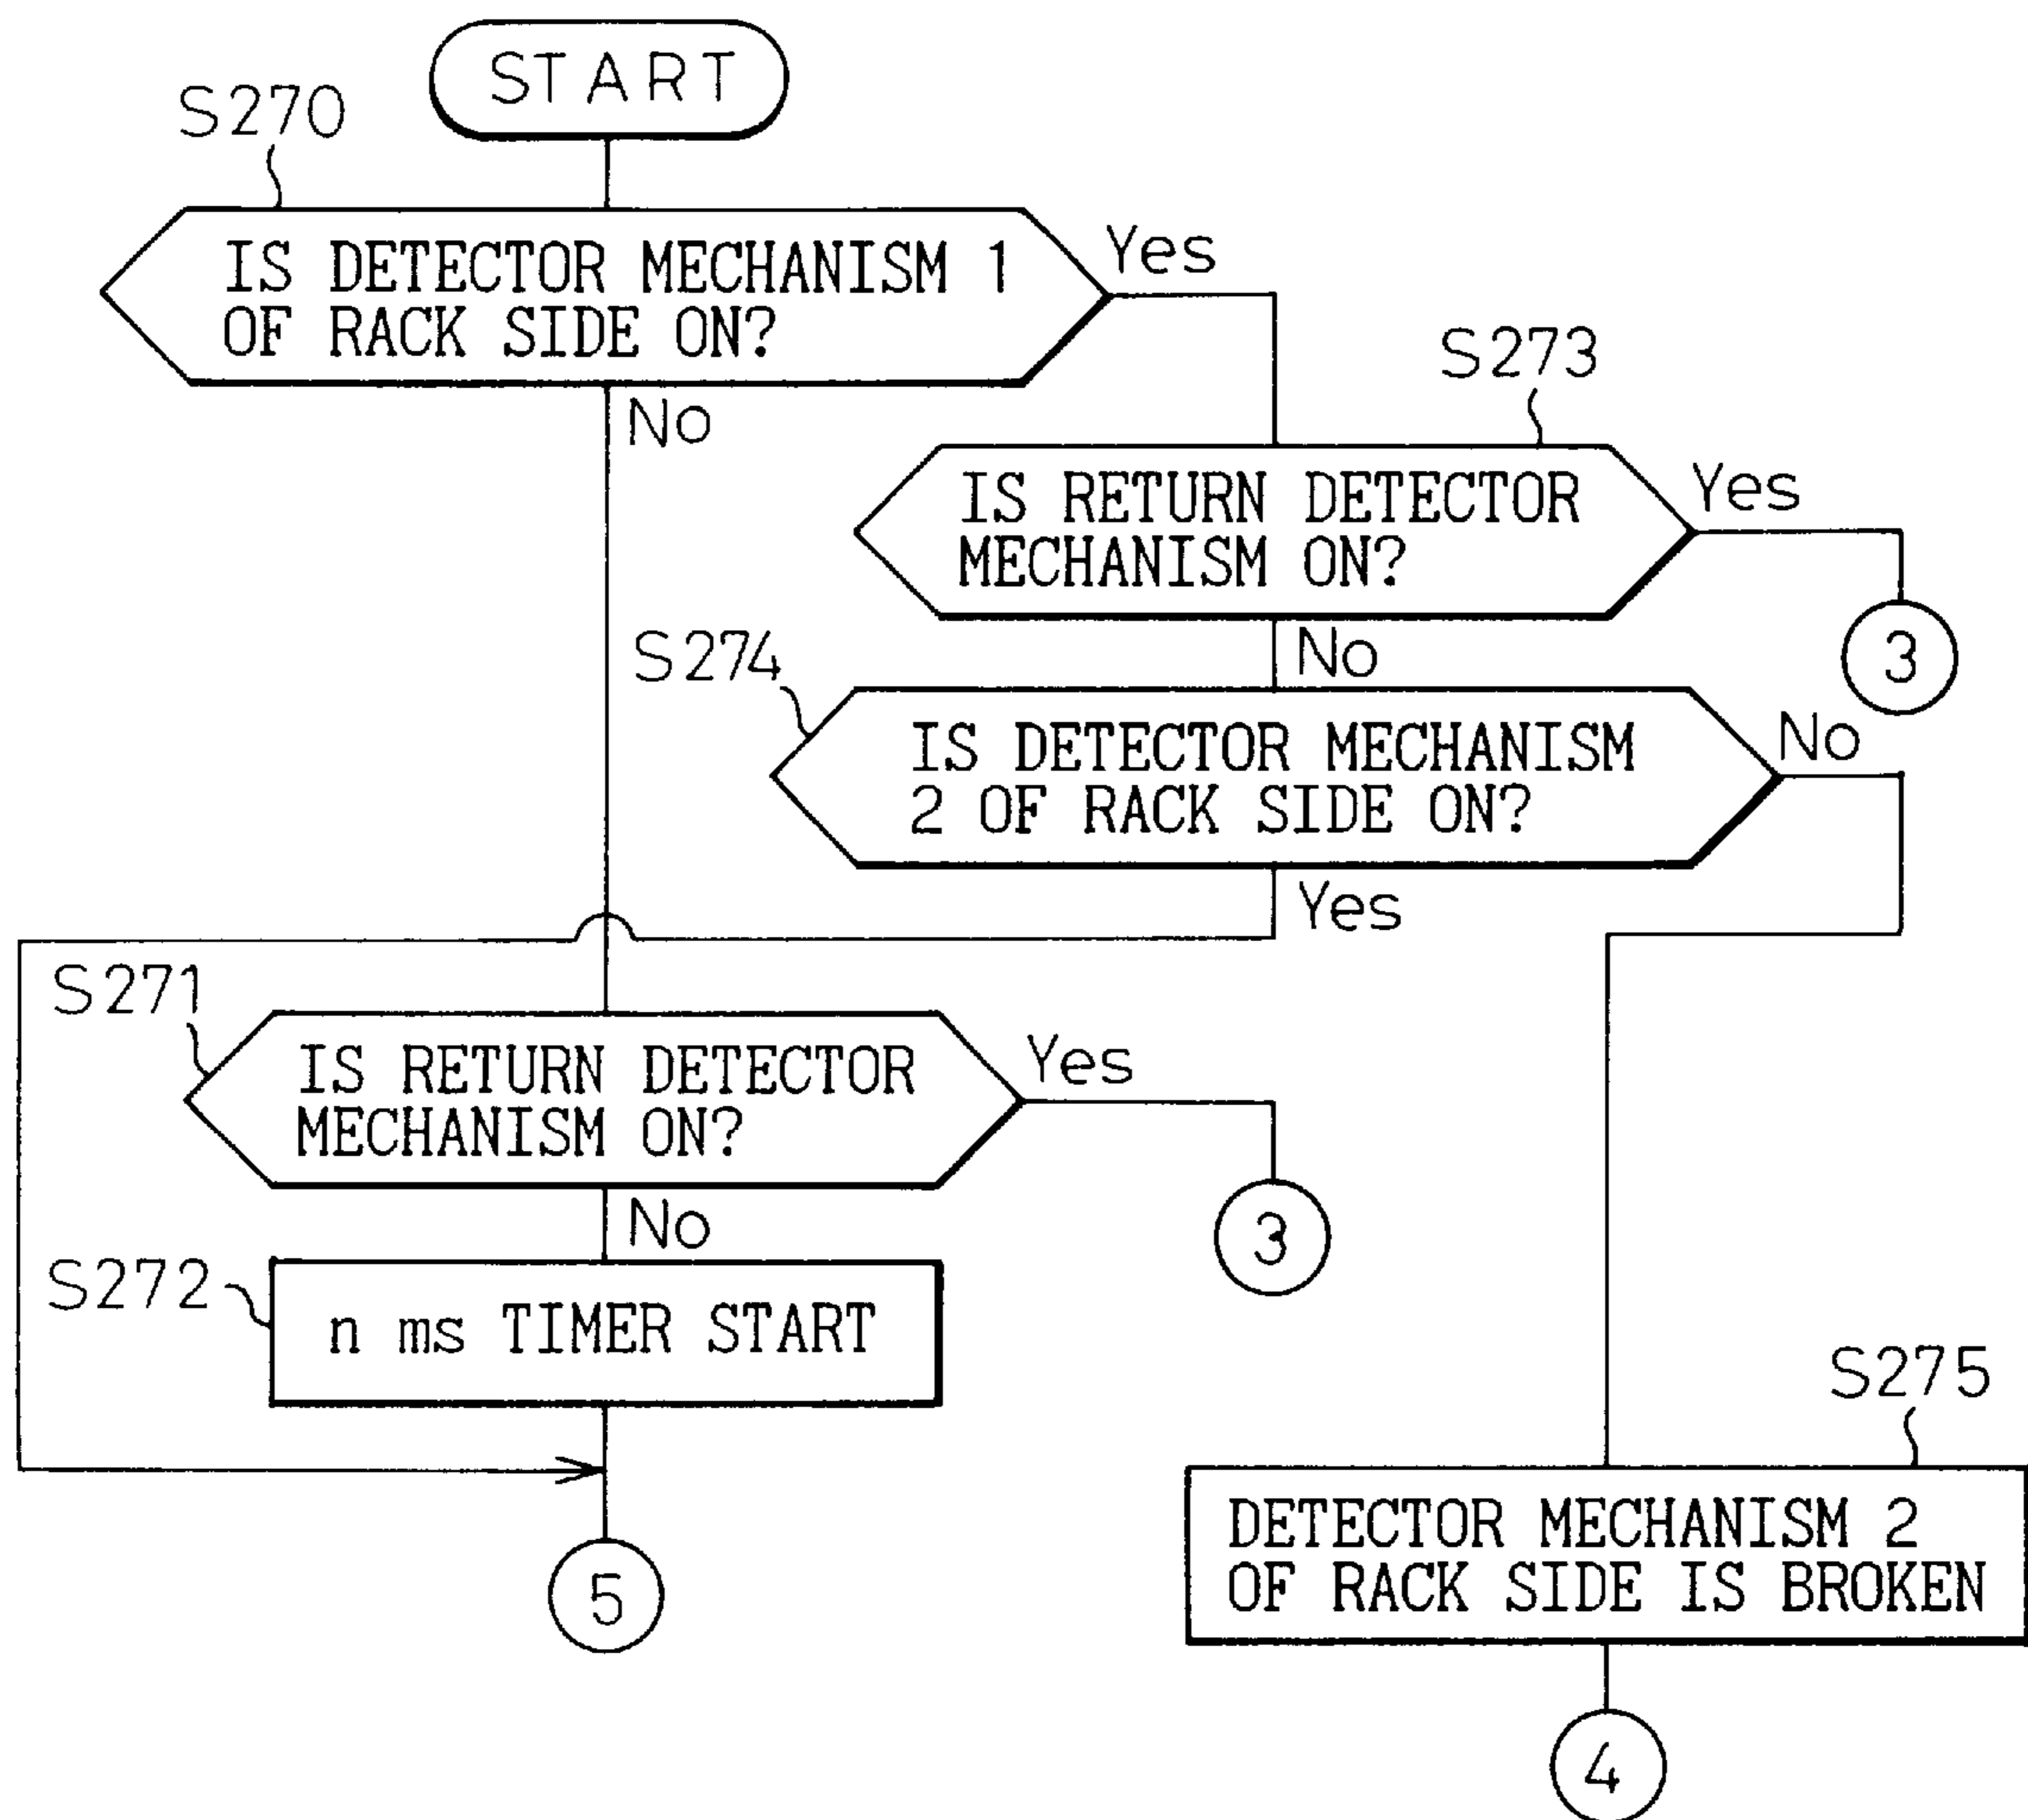 START
S270
IS DETECTOR MECHANISM 1
OF RACK SIDE ON?
Yes
No
S273
IS RETURN DETECTOR
MECHANISM ON?
Yes
3
No
S274
IS DETECTOR MECHANISM
2 OF RACK SIDE ON?
No
Yes
S271
IS RETURN DETECTOR
MECHANISM ON?
Yes
3
No
S272
n ms TIMER START
5
S275
DETECTOR MECHANISM 2
OF RACK SIDE IS BROKEN
4